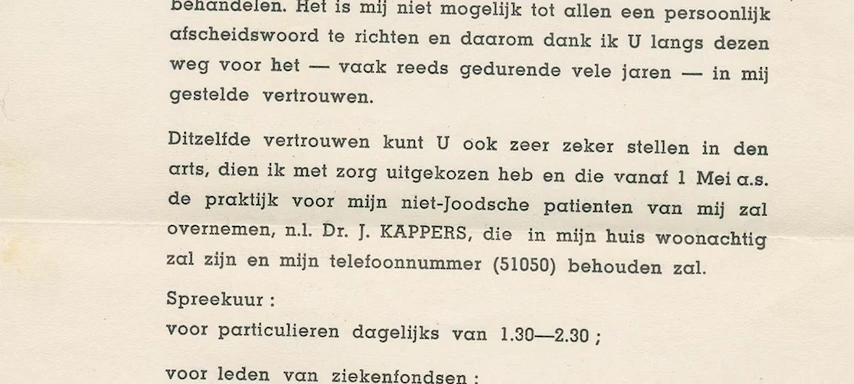 behandelen. Het is mij niet mogelijk tot allen een persoonlijk
afscheidswoord te richten en daarom dank ik U langs dezen
weg voor het — vaak reeds gedurende vele jaren — in mij
gestelde vertrouwen.
Ditzelfde vertrouwen kunt U ook zeer zeker stellen in den
arts, dien ik met zorg uitgekozen heb en die vanaf 1 Mei a.s.
de praktijk voor mijn niet-Joodsche patienten van mij zal
overnemen, n.l. Dr. J. KAPPERS, die in mijn huis woonachtig
zal zijn en mijn telefoonnummer (51050) behouden zal.
Spreekuur :
voor particulieren dagelijks van 1.30—2.30 ;
voor leden van ziekenfondsen :